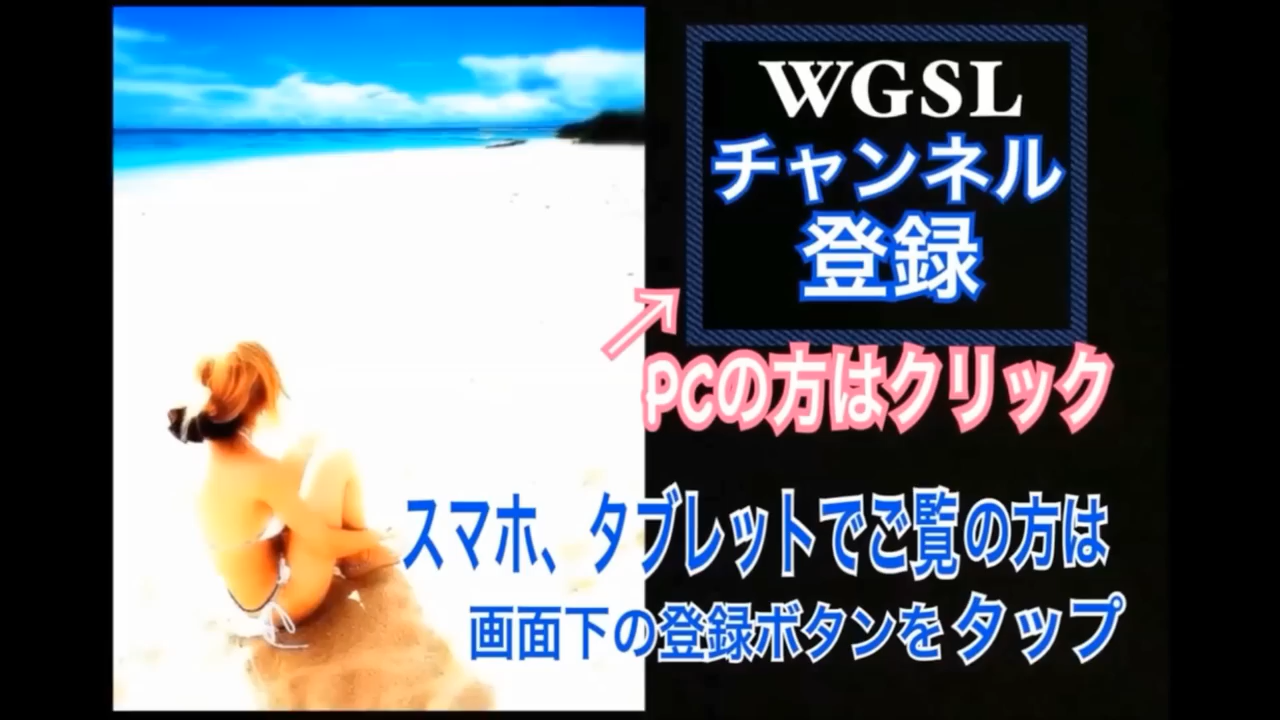 WGSL
チャンネル
登録
PCの方はクリック
スマホ、タブレットでご覧の方は
画面下の登録ボタンをタップ